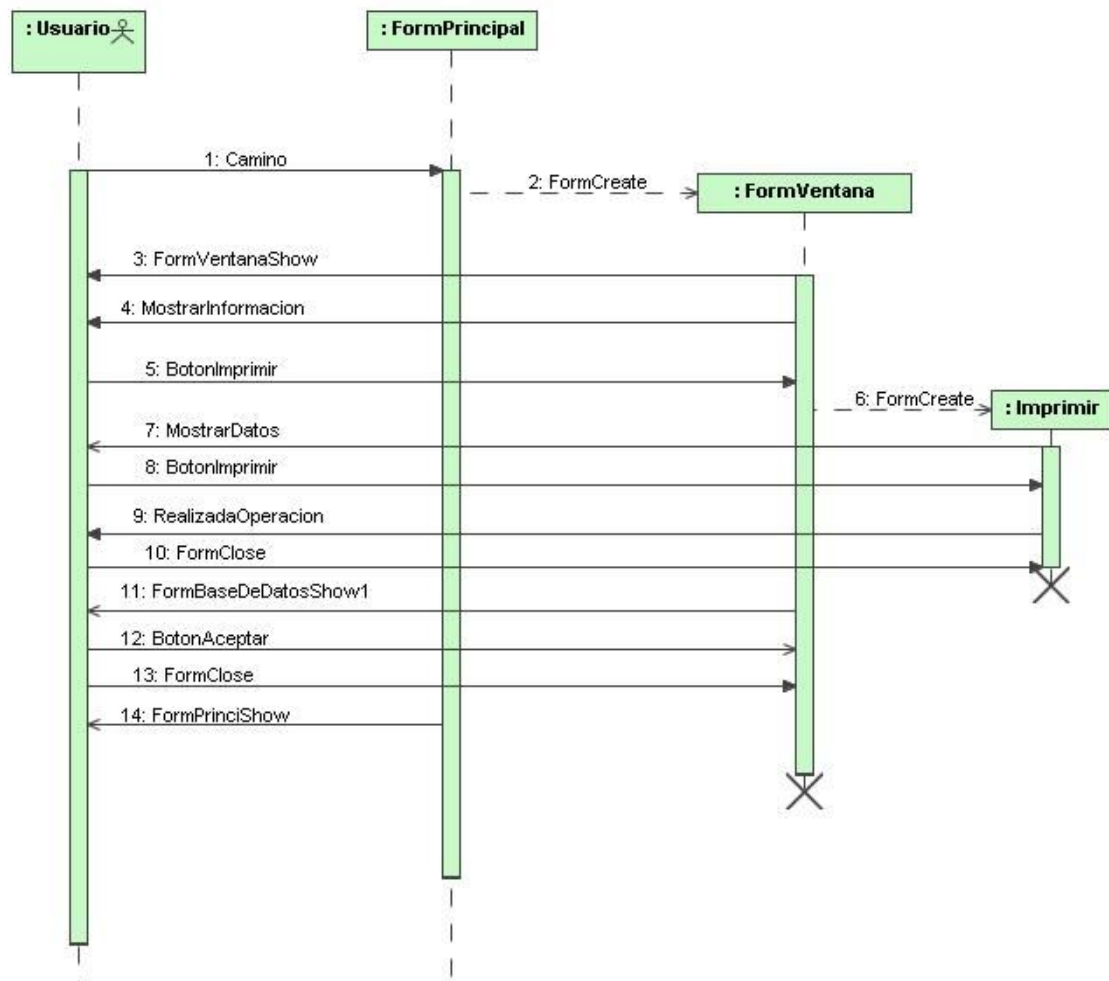 : Usuario
: FormPrincipal
1: Camino
2: FormCreate
: FormVentana
3: FormVentanaShow
4: MostrarInformacion
5: BotonImprimir
6: FormCreate
: Imprimir
7: MostrarDatos
8: BotonImprimir
9: RealizadaOperacion
10: FormClose
11: FormBaseDeDatosShow1
12: BotonAceptar
13: FormClose
14: FormPrinciShow